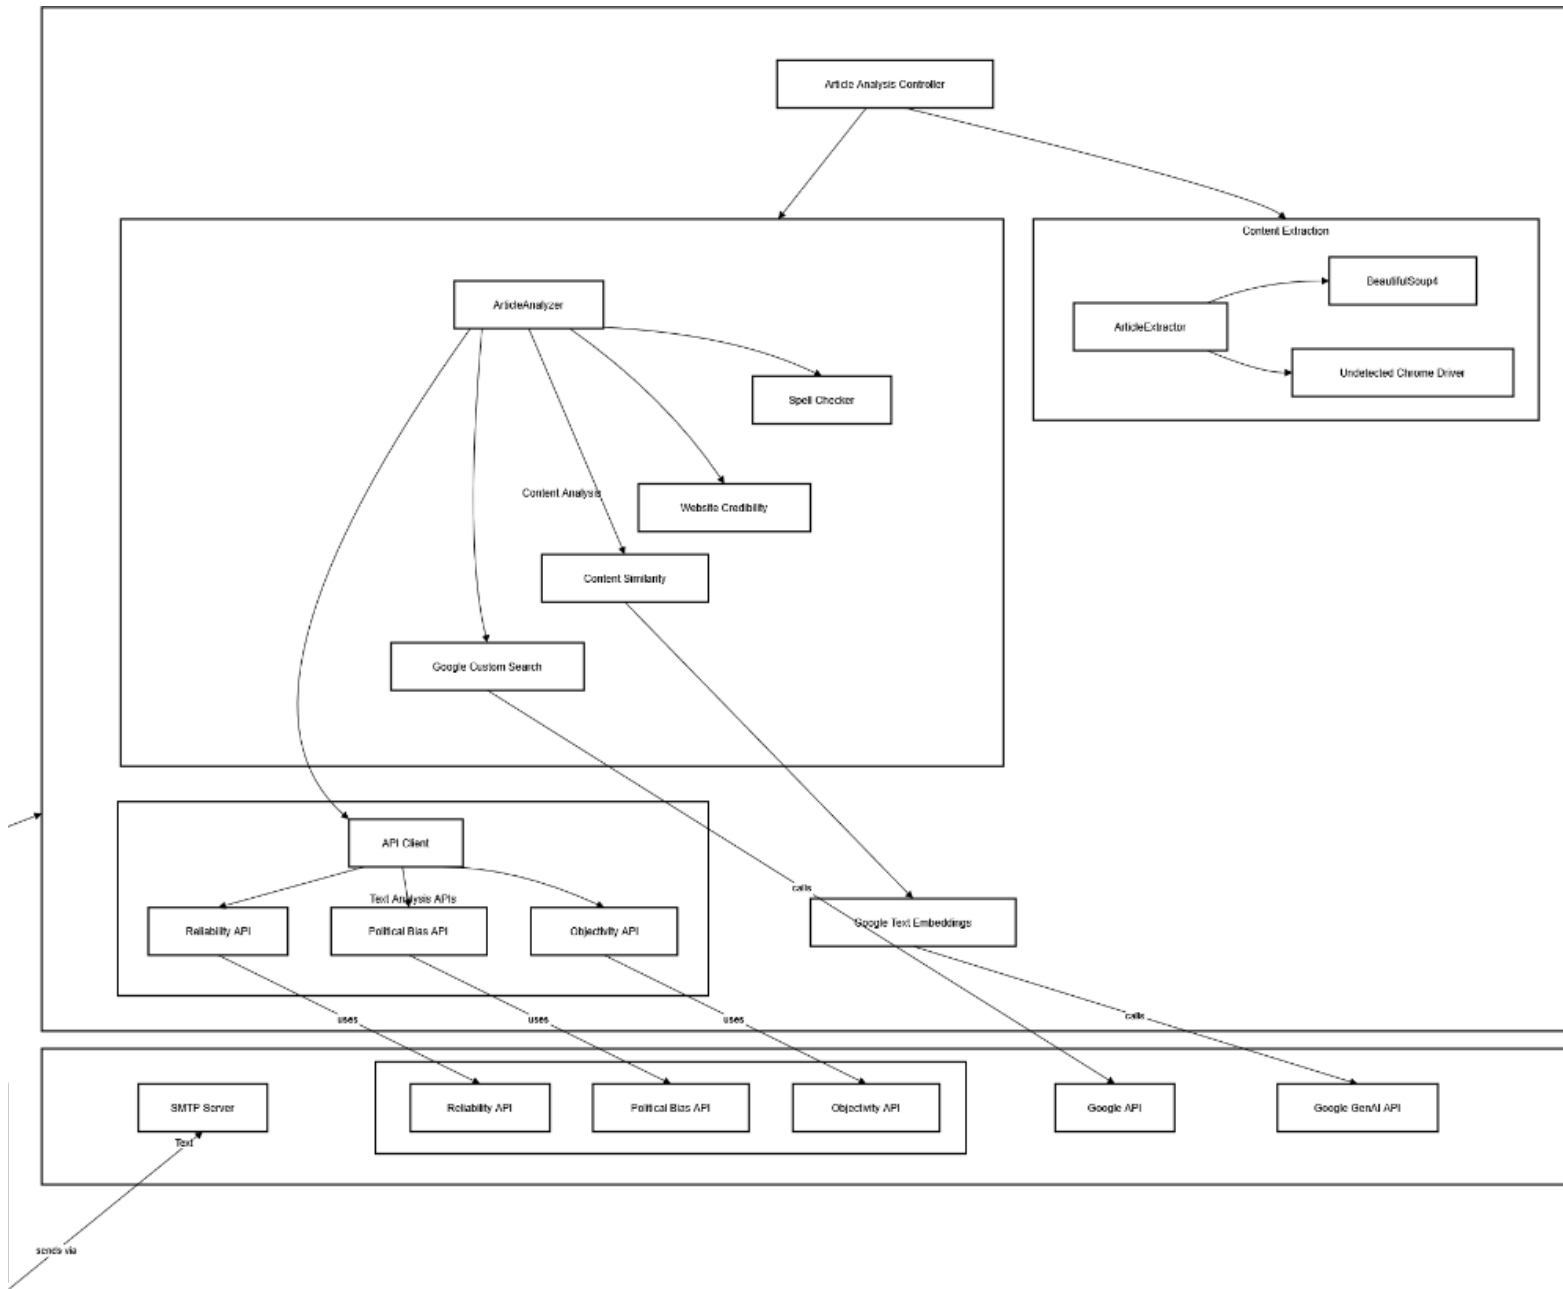 Article Analysis Controller
Content Extraction
BeautifulSoup4
ArticleAnalyzer
ArticleExtractor
Undetected Chrome Driver
Spell Checker
Content Analysis
Website Credibility
Content Similarity
Google Custom Search
API Client
calls
Text Analysis APIs
Google Text Embeddings
Reliability API
Political Bias API
Objectivity API
uses
uses
uses
calls
SMTP Server
Reliability API
Political Bias API
Objectivity API
Google API
Google GenAI API
Text
sends via